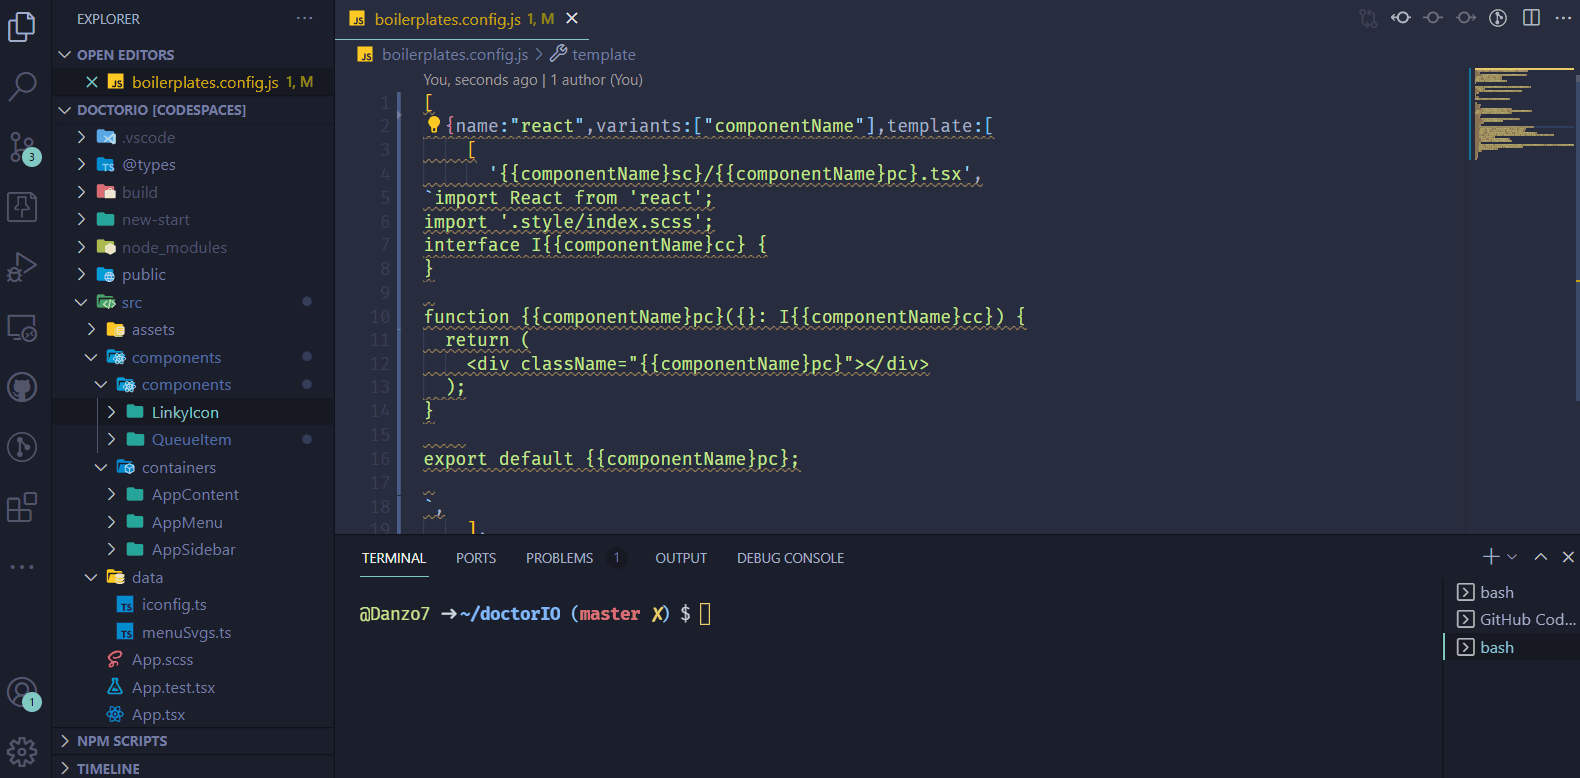 EXPLORER
OPEN EDITORS
JS boilerplates.config.js 1, M
DOCTORIO [CODESPACES]
.vscode
TS @types
build
new-start
node_modules
public
src
assets
components
components
LinkyIcon
QueueItem
containers
AppContent
AppMenu
AppSidebar
data
TS iconfig.ts
TS menuSvgs.ts
App.scss
App.test.tsx
App.tsx
NPM SCRIPTS
TIMELINE
3
1
JS boilerplates.config.js 1, M
JS boilerplates.config.js > template
You, seconds ago | 1 author (You)
1 [
2 {name:"react",variants:["componentName"],template:[
3 [
4 '{{componentName}sc}/{{componentName}pc}.tsx',
5 `import React from 'react';
6 import '.style/index.scss';
7 interface I{{componentName}cc} {
8 }
9
10 function {{componentName}pc}({}: I{{componentName}cc}) {
11 return (
12 <div className="{{componentName}pc}"></div>
13 );
14 }
15
16 export default {{componentName}pc};
17
18 `,
19 ],
TERMINAL PORTS PROBLEMS 1 OUTPUT DEBUG CONSOLE
@Danzo7 ➜~/doctorIO (master ✗) $
bash
GitHub Cod...
bash